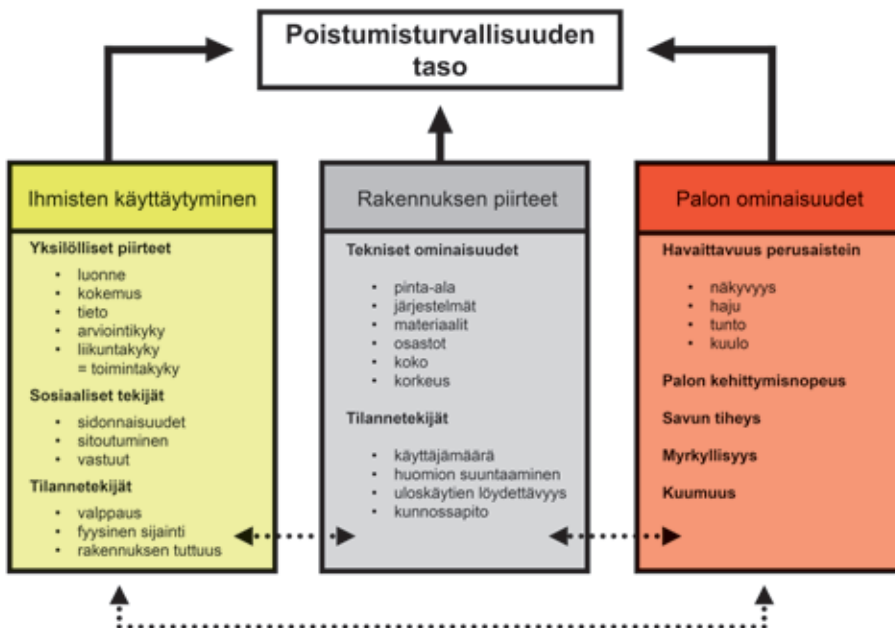 Poistumisturvallisuuden
taso
Ihmisten käyttäytyminen
Yksilölliset piirteet
• luonne
• kokemus
• tieto
• arviointikyky
• liikuntakyky
= toimintakyky
Sosiaaliset tekijät
• sidonnaisuudet
• sitoutuminen
• vastuut
Tilannetekijät
• valppaus
• fyysinen sijainti
• rakennuksen tuttuus
Rakennuksen piirteet
Tekniset ominaisuudet
• pinta-ala
• järjestelmät
• materiaalit
• osastot
• koko
• korkeus
Tilannetekijät
• käyttäjämäärä
• huomion suuntaaminen
• uloskäytien löydettävyys
• kunnossapito
Palon ominaisuudet
Havaittavuus perusaistein
• näkyvyys
• haju
• tunto
• kuulo
Palon kehittymisnopeus
Savun tiheys
Myrkyllisyys
Kuumuus